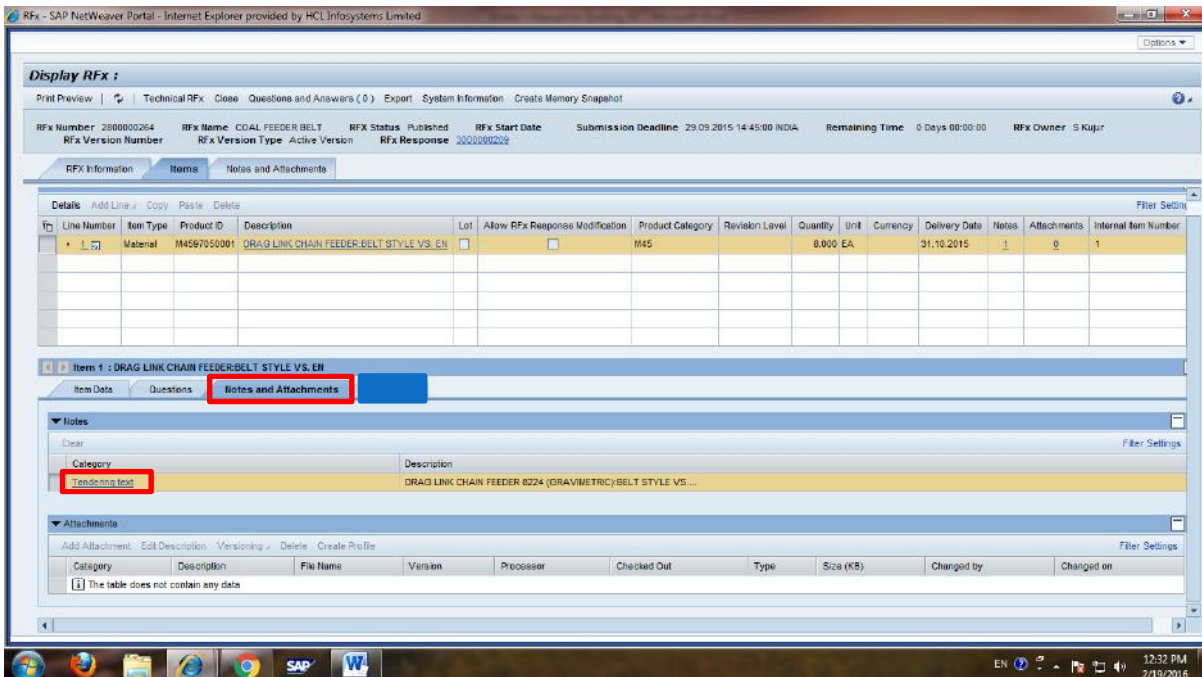 RFx - SAP NetWeaver Portal - Internet Explorer provided by HCL Infosystems Limited
Options
Display RFx :
Print Preview | Technical RFx Close Questions and Answers ( 0 ) Export System Information Create Memory Snapshot
RFx Number 2800000264 RFx Name COAL FEEDER BELT RFx Status Published RFx Start Date Submission Deadline 29.09.2015 14:45:00 INDIA Remaining Time 0 Days 00:00:00 RFx Owner S Kujur
RFx Version Number RFx Version Type Active Version RFx Response 3000000209
RFX Information Items Notes and Attachments
Details Add Line Copy Paste Delete Filter Setting
Line Number Item Type Product ID Description Lot Allow RFx Response Modification Product Category Revision Level Quantity Unit Currency Delivery Date Notes Attachments Internal Item Number
• 1 Material M4597050001 DRAG LINK CHAIN FEEDER:BELT STYLE VS. EN M45 8.000 EA 31.10.2015 1 0 1
Item 1 : DRAG LINK CHAIN FEEDER:BELT STYLE VS. EN
Item Data Questions Notes and Attachments
Notes
Clear Filter Settings
Category Description
Tendering text DRAG LINK CHAIN FEEDER 8224 (GRAVIMETRIC):BELT STYLE VS....
Attachments
Add Attachment Edit Description Versioning Delete Create Profile Filter Settings
Category Description File Name Version Processor Checked Out Type Size (KB) Changed by Changed on
i The table does not contain any data
SAP W EN 12:32 PM
2/19/2016